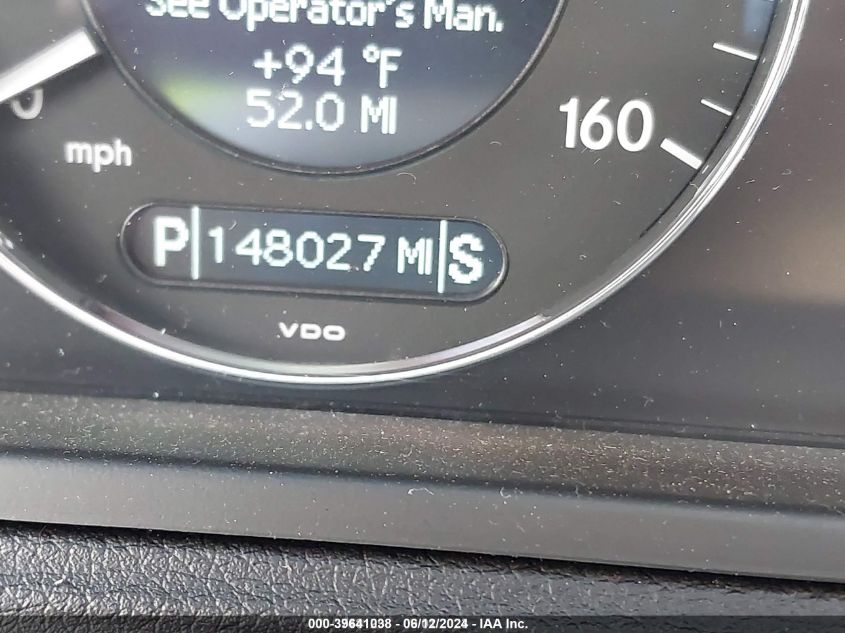 See Operator's Man.
+94 °F
52.0 MI
0
160
mph
P 148027 MI S
VDO
000-39641038 - 06/12/2024 - IAA Inc.